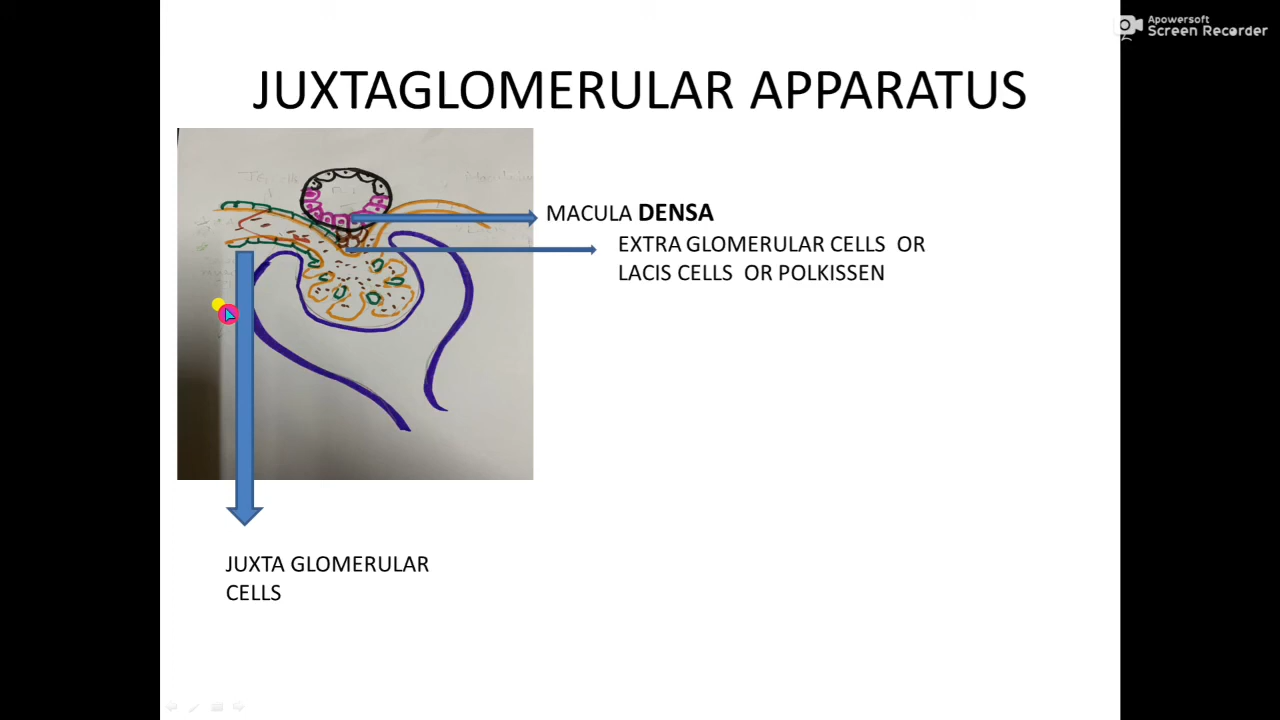 Apowersoft
Screen Recorder
JUXTAGLOMERULAR APPARATUS
MACULA DENSA
EXTRA GLOMERULAR CELLS OR
LACIS CELLS OR POLKISSEN
JUXTA GLOMERULAR
CELLS